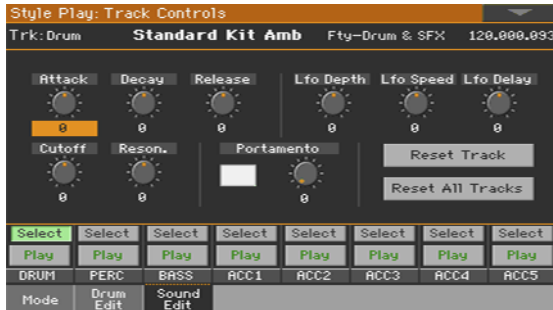 Style Play: Track Controls
Trk:Drum Standard Kit Amb Fty-Drum & SFX 120.000.093
Attack Decay Release Lfo Depth Lfo Speed Lfo Delay
0 0 0 0 0 0
Cutoff Reson. Portamento Reset Track
0 0 0 Reset All Tracks
Select Select Select Select Select Select Select Select
Play Play Play Play Play Play Play Play
DRUM PERC BASS ACC1 ACC2 ACC3 ACC4 ACC5
Mode Drum Edit Sound Edit